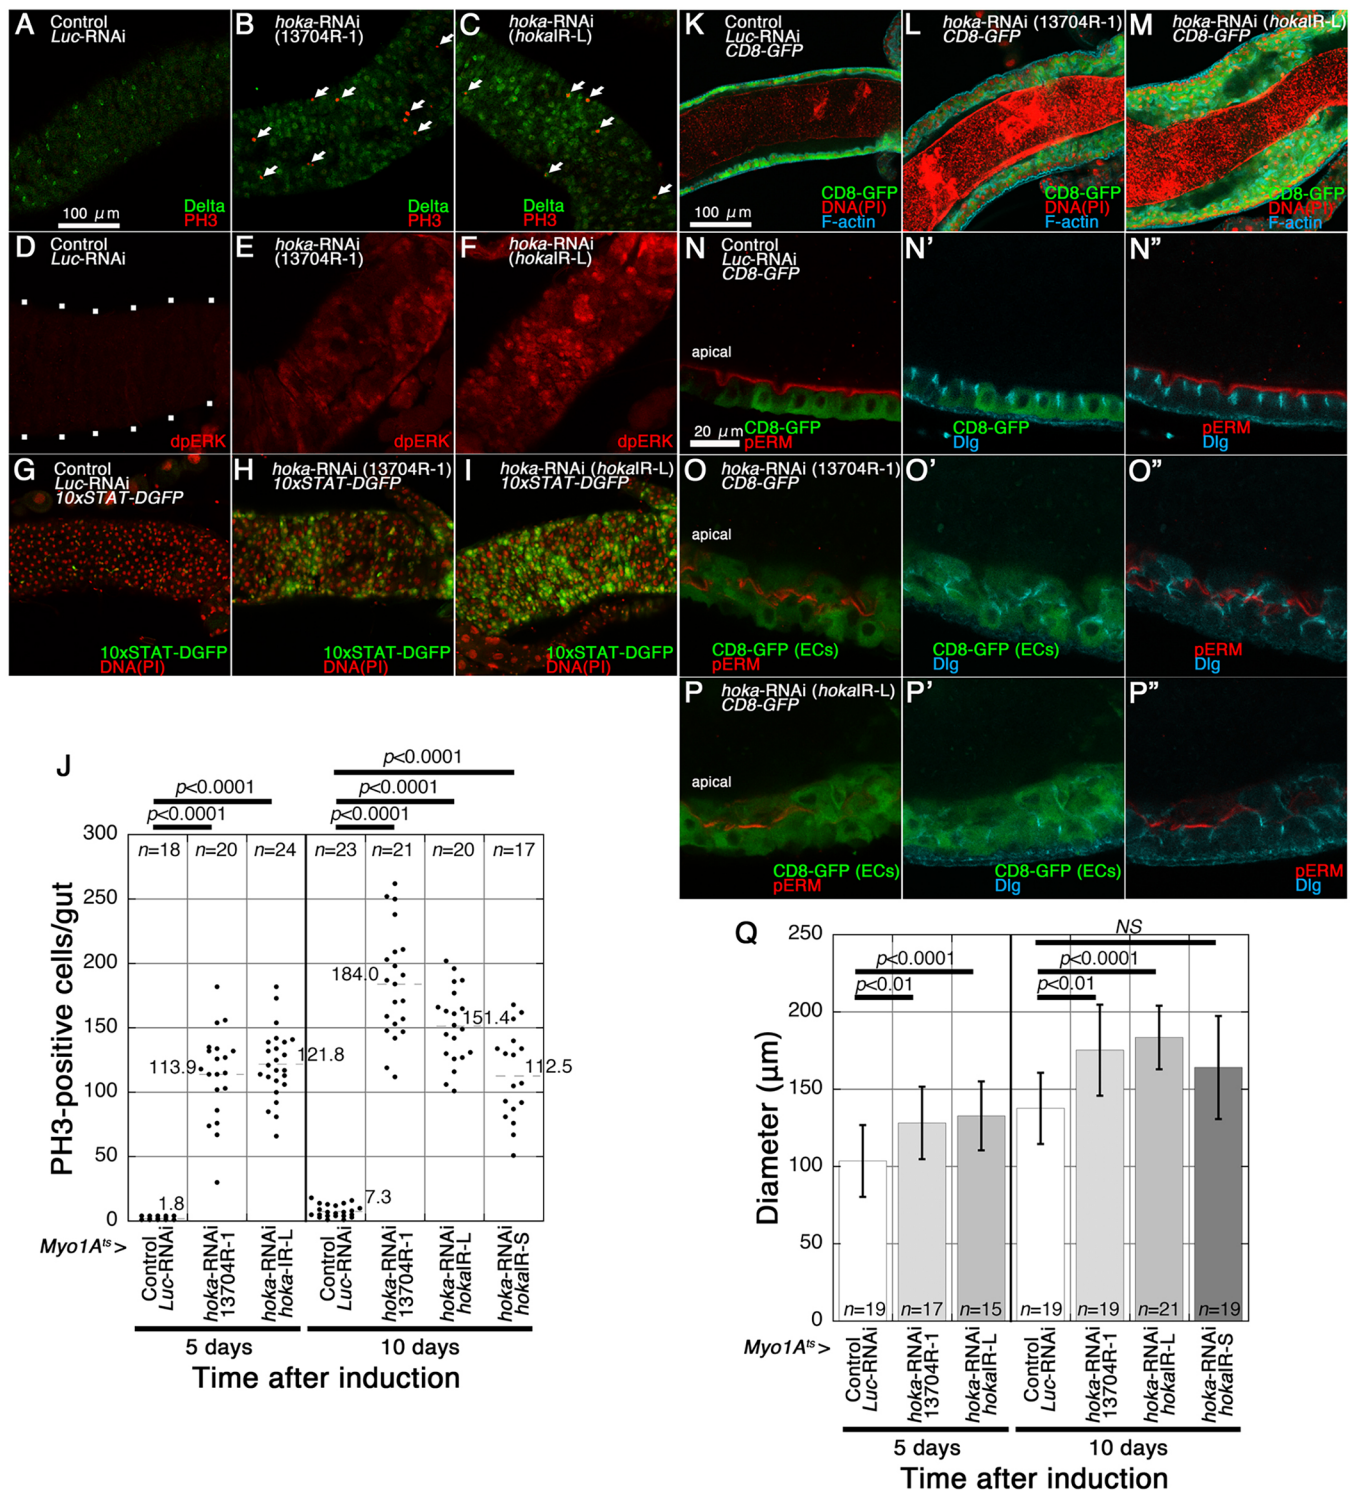 A
Control
Luc-RNAi
Delta
PH3
100 μm
B
hoka-RNAi
(13704R-1)
Delta
PH3
C
hoka-RNAi
(hokaIR-L)
Delta
PH3
D
Control
Luc-RNAi
dpERK
E
hoka-RNAi
(13704R-1)
dpERK
F
hoka-RNAi
(hokaIR-L)
dpERK
G
Control
Luc-RNAi
10xSTAT-DGFP
10xSTAT-DGFP
DNA(PI)
H
hoka-RNAi (13704R-1)
10xSTAT-DGFP
10xSTAT-DGFP
DNA(PI)
I
hoka-RNAi (hokaIR-L)
10xSTAT-DGFP
10xSTAT-DGFP
DNA(PI)
J
p<0.0001
p<0.0001
p<0.0001
p<0.0001
p<0.0001
PH3-positive cells/gut
300
250
200
150
100
50
0
n=18
n=20
n=24
n=23
n=21
n=20
n=17
1.8
113.9
121.8
7.3
184.0
151.4
112.5
Myo1Ats>
Control
Luc-RNAi
hoka-RNAi
13704R-1
hoka-RNAi
hoka-IR-L
Control
Luc-RNAi
hoka-RNAi
13704R-1
hoka-RNAi
hokaIR-L
hoka-RNAi
hokaIR-S
5 days
10 days
Time after induction
K
Control
Luc-RNAi
CD8-GFP
CD8-GFP
DNA(PI)
F-actin
100 μm
L
hoka-RNAi (13704R-1)
CD8-GFP
CD8-GFP
DNA(PI)
F-actin
M
hoka-RNAi (hokaIR-L)
CD8-GFP
CD8-GFP
DNA(PI)
F-actin
N
Control
Luc-RNAi
CD8-GFP
apical
20 μm
CD8-GFP
pERM
N'
CD8-GFP
Dlg
N"
pERM
Dlg
O
hoka-RNAi (13704R-1)
CD8-GFP
apical
CD8-GFP (ECs)
pERM
O'
CD8-GFP (ECs)
Dlg
O"
pERM
Dlg
P
hoka-RNAi (hokaIR-L)
CD8-GFP
apical
CD8-GFP (ECs)
pERM
P'
CD8-GFP (ECs)
Dlg
P"
pERM
Dlg
Q
NS
p<0.0001
p<0.01
p<0.0001
p<0.01
Diameter (μm)
250
200
150
100
50
0
n=19
n=17
n=15
n=19
n=19
n=21
n=19
Myo1Ats>
Control
Luc-RNAi
hoka-RNAi
13704R-1
hoka-RNAi
hokaIR-L
Control
Luc-RNAi
hoka-RNAi
13704R-1
hoka-RNAi
hokaIR-L
hoka-RNAi
hokaIR-S
5 days
10 days
Time after induction